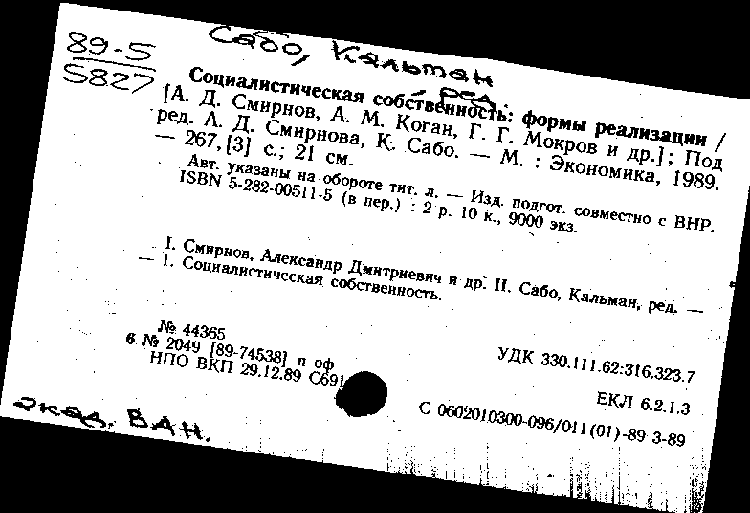 Сабо, Кальман
ред.
89-5
S827
Социалистическая собственность: формы реализации /
[А. Д. Смирнов, А. М. Коган, Г. Г. Мокров и др.]; Под
ред. А. Д. Смирнова, К. Сабо. — М. : Экономика, 1989.
— 267, [3] с.; 21 см.
Авт. указаны на обороте тит. л. — Изд. подгот. совместно с ВНР.
ISBN 5-282-00511-5 (в пер.) : 2 р. 10 к., 9000 экз.
I. Смирнов, Александр Дмитриевич и др. II. Сабо, Кальман, ред. —
— 1. Социалистическая собственность.
№ 44365
в № 2049 [89-74538] п оф
НПО ВКП 29.12.89 С691
УДК 330.111.62:316.323.7
ЕКЛ 6.2.1.3
С 0602010300-096/011(01)-89 3-89
В.А.Н.